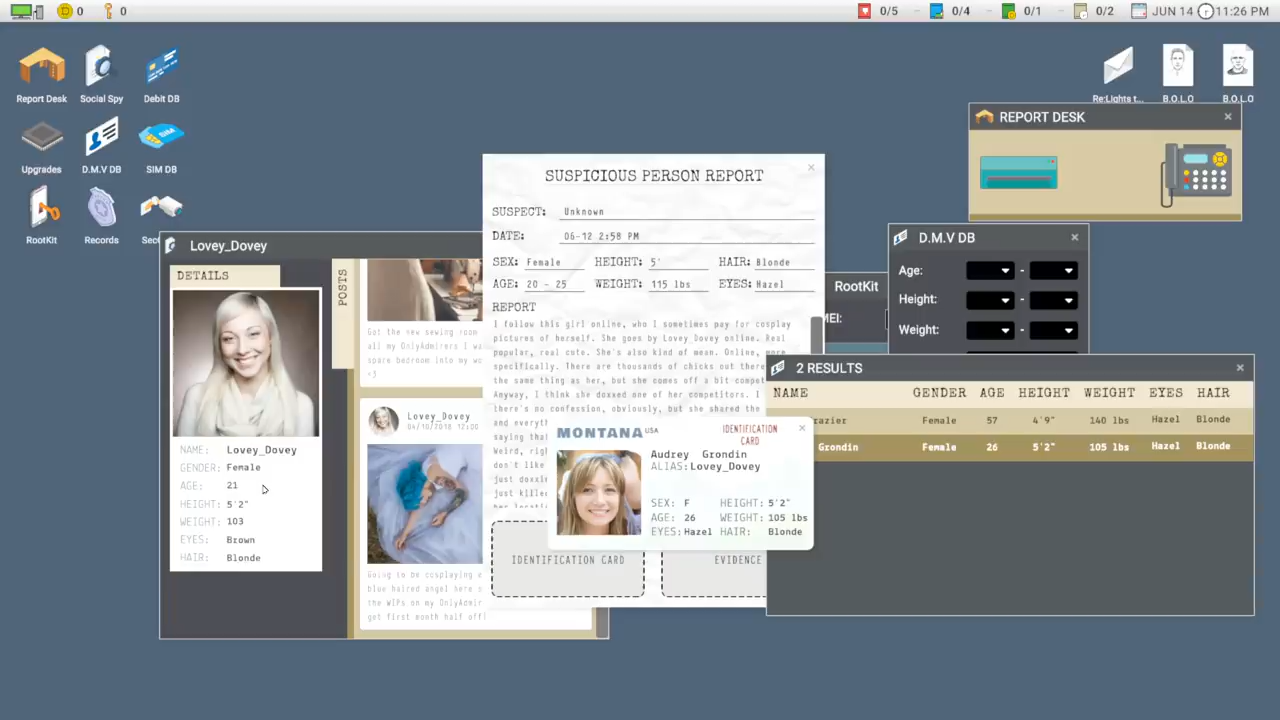 0
0
0/5
0/4
0/1
0/2
JUN 14
11:26 PM
Report Desk
Social Spy
Debit DB
Upgrades
D.M.V DB
SIM DB
RootKit
Records
Re:Lights t...
B.O.L.O
B.O.L.O
REPORT DESK
Lovey_Dovey
DETAILS
NAME: Lovey_Dovey
GENDER: Female
AGE: 21
HEIGHT: 5'2"
WEIGHT: 103
EYES: Brown
HAIR: Blonde
POSTS
Got the new sewing room
all my OnlyAdmirers I wa
spare bedroom into my wo
<3
Lovey_Dovey
04/10/2018 12:00
Going to be cosplaying a
blue haired angel here s
the WIPs on my OnlyAdmir
get first month half off!
SUSPICIOUS PERSON REPORT
SUSPECT: Unknown
DATE: 06-12 2:58 PM
SEX: Female HEIGHT: 5' HAIR: Blonde
AGE: 20 - 25 WEIGHT: 115 lbs EYES: Hazel
REPORT
I follow this girl online, who I sometimes pay for cosplay
pictures of herself. She goes by Lovey_Dovey online. Real
popular, real cute. She's also kind of mean. Online, more
specifically. There are thousands of chicks out there
the same thing as her, but she comes off a bit compet
Anyway, I think she doxxed one of her competitors. I
there's no confession, obviously, but she shared the
and everyt
saying tha
Weird, rig
don't like
just doxxi
just kille
IDENTIFICATION CARD
EVIDENCE
MONTANA USA
IDENTIFICATION
CARD
Audrey Grondin
ALIAS: Lovey_Dovey
SEX: F HEIGHT: 5'2"
AGE: 26 WEIGHT: 105 lbs
EYES: Hazel HAIR: Blonde
RootKit
MEI:
D.M.V DB
Age: -
Height: -
Weight: -
2 RESULTS
NAME GENDER AGE HEIGHT WEIGHT EYES HAIR
razier Female 57 4'9" 140 lbs Hazel Blonde
Grondin Female 26 5'2" 105 lbs Hazel Blonde